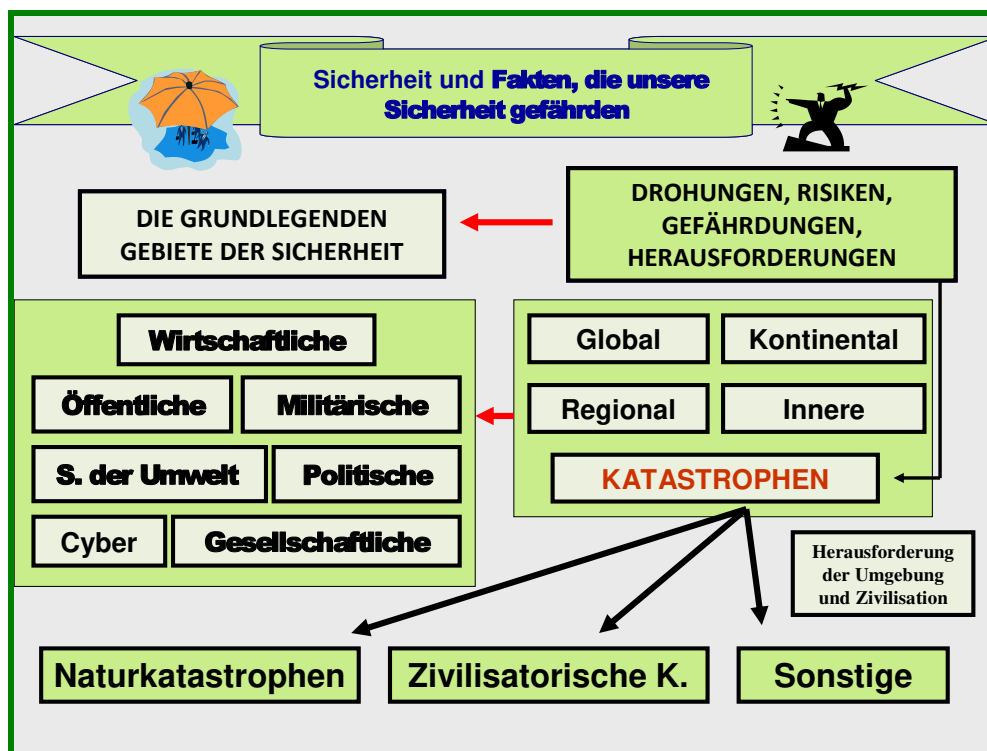 Sicherheit und Fakten, die unsere
Sicherheit gefährden
DIE GRUNDLEGENDEN
GEBIETE DER SICHERHEIT
DROHUNGEN, RISIKEN,
GEFÄHRDUNGEN,
HERAUSFORDERUNGEN
Wirtschaftliche
Öffentliche
Militärische
S. der Umwelt
Politische
Cyber
Gesellschaftliche
Global
Kontinental
Regional
Innere
KATASTROPHEN
Herausforderung
der Umgebung
und Zivilisation
Naturkatastrophen
Zivilisatorische K.
Sonstige